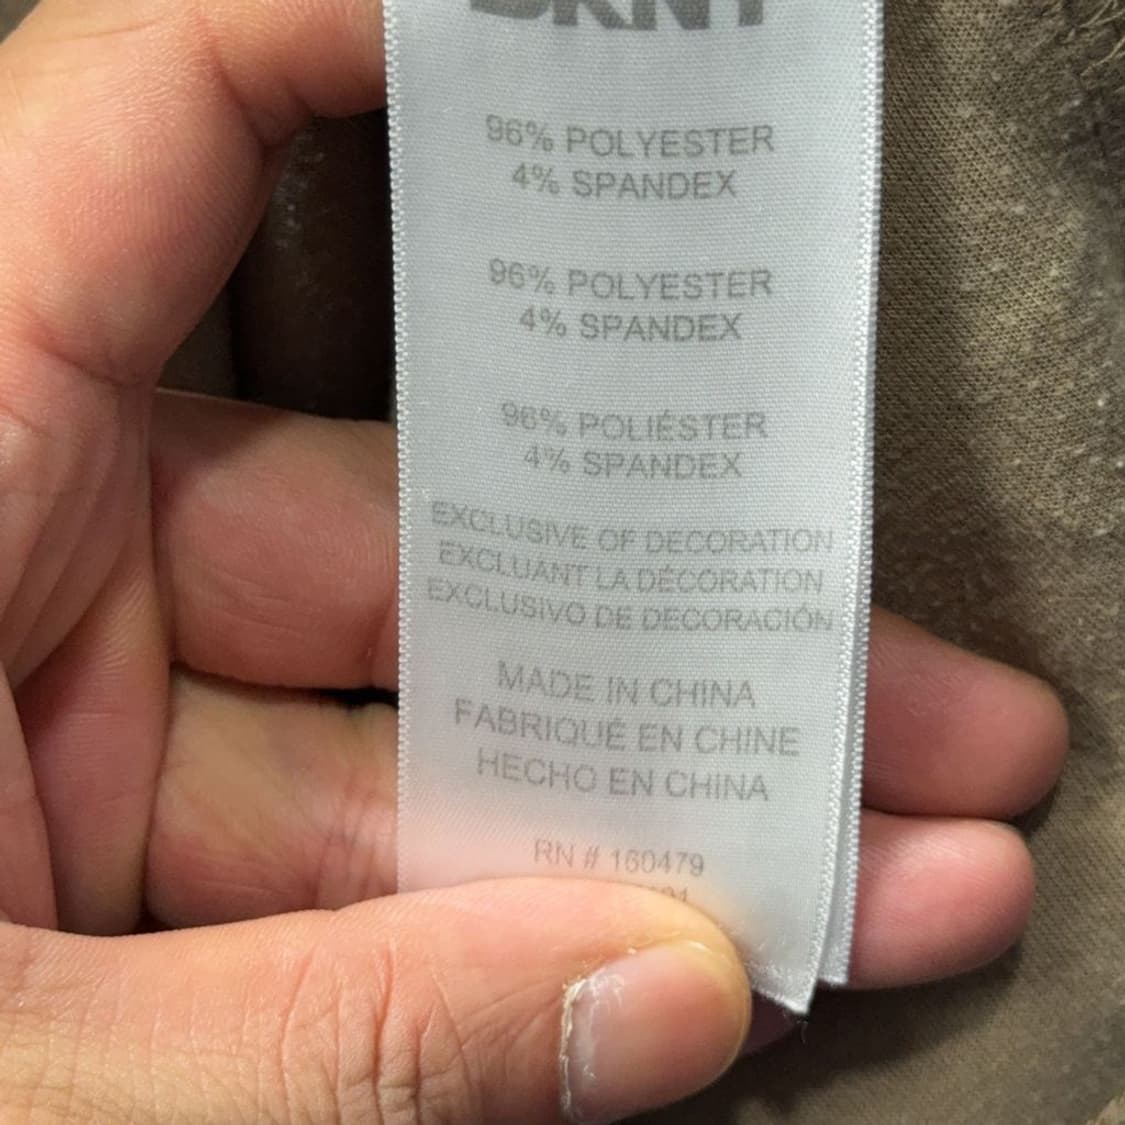 DKNY
96% POLYESTER
4% SPANDEX
96% POLYESTER
4% SPANDEX
96% POLIÉSTER
4% SPANDEX
EXCLUSIVE OF DECORATION
EXCLUANT LA DÉCORATION
EXCLUSIVO DE DECORACIÓN
MADE IN CHINA
FABRIQUÉ EN CHINE
HECHO EN CHINA
RN # 160479